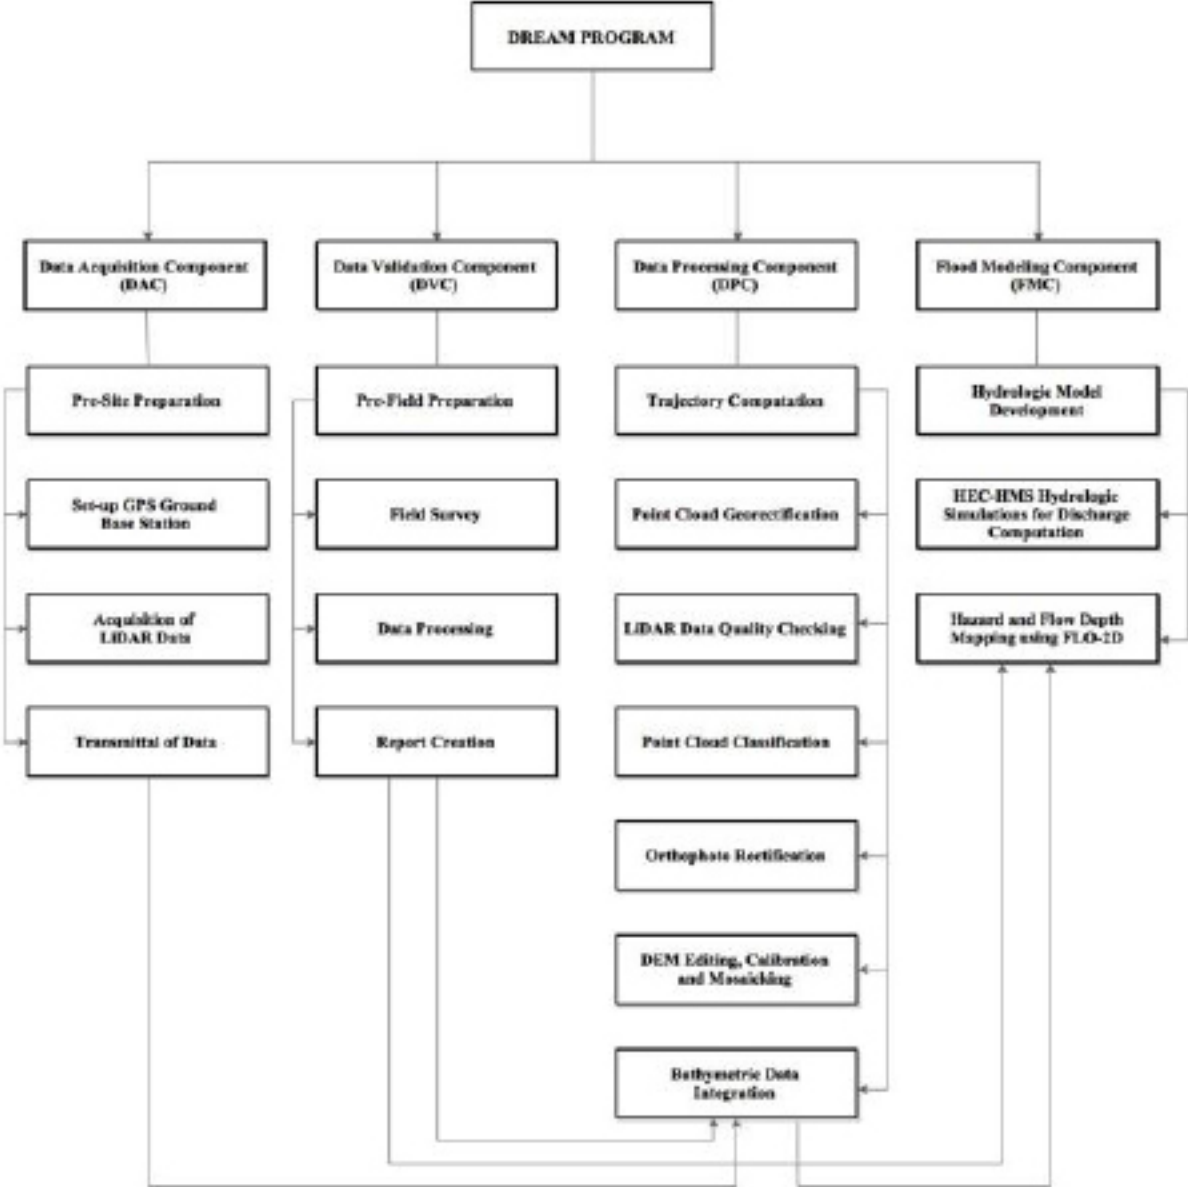 DREAM PROGRAM
Data Acquisition Component
(DAC)
Data Validation Component
(DVC)
Data Processing Component
(DPC)
Flood Modeling Component
(FMC)
Pre-Site Preparation
Set-up GPS Ground
Base Station
Acquisition of
LiDAR Data
Transmittal of Data
Pre-Field Preparation
Field Survey
Data Processing
Report Creation
Trajectory Computation
Point Cloud Georectification
LiDAR Data Quality Checking
Point Cloud Classification
Orthophoto Rectification
DEM Editing, Calibration
and Mosaicking
Bathymetric Data
Integration
Hydrologic Model
Development
HEC-HMS Hydrologic
Simulations for Discharge
Computation
Hazard and Flow Depth
Mapping using FLO-2D